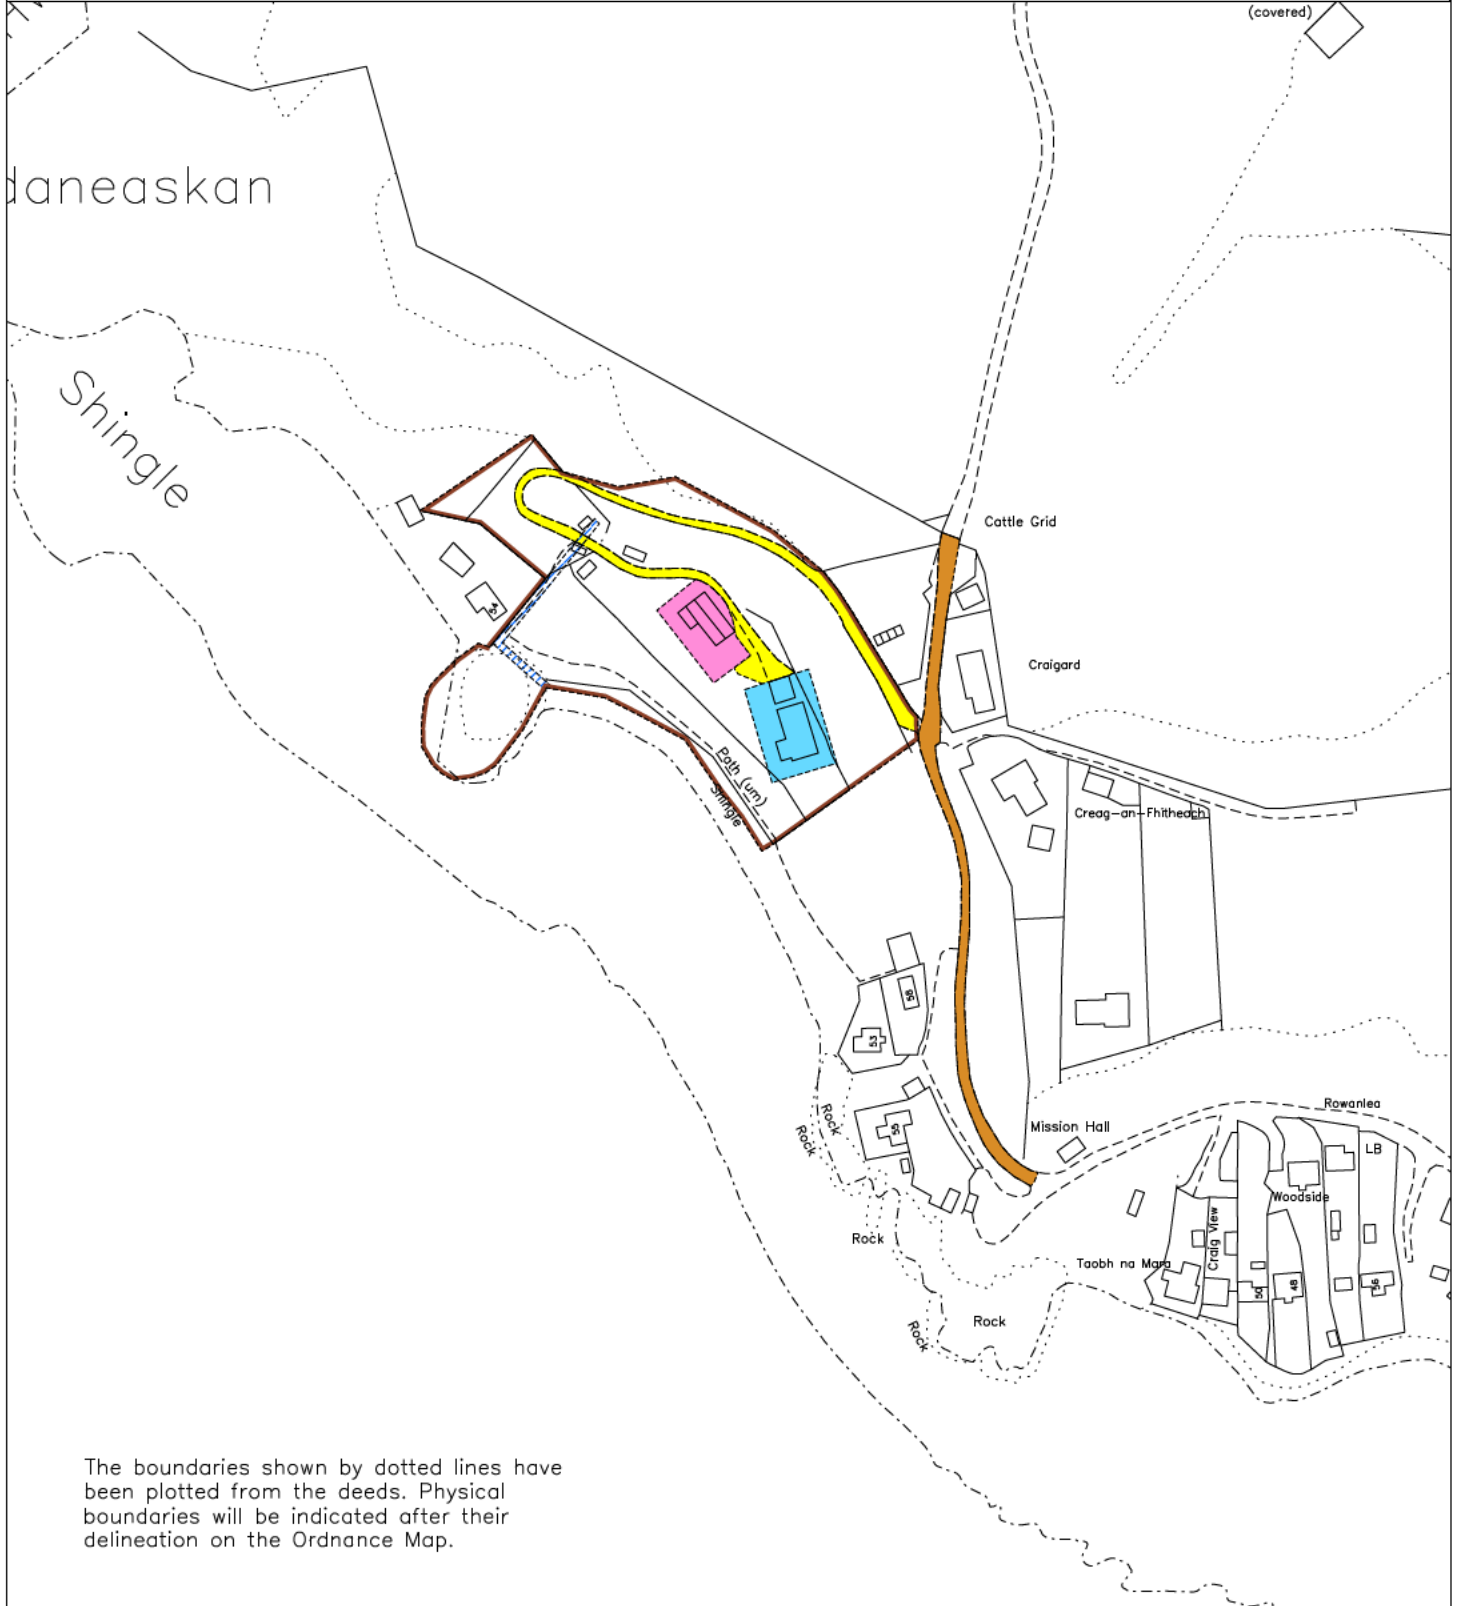 (covered)
daneaskan
Shingle
Cattle Grid
54
Craigard
Path (um)
Shingle
Creag-an-Fhitheach
58
53
Rock
Rock
55
Mission Hall
Rowanlea
LB
Woodside
Craig View
Rock
Taobh na Mara
50
48
56
Rock
Rock
The boundaries shown by dotted lines have
been plotted from the deeds. Physical
boundaries will be indicated after their
delineation on the Ordnance Map.